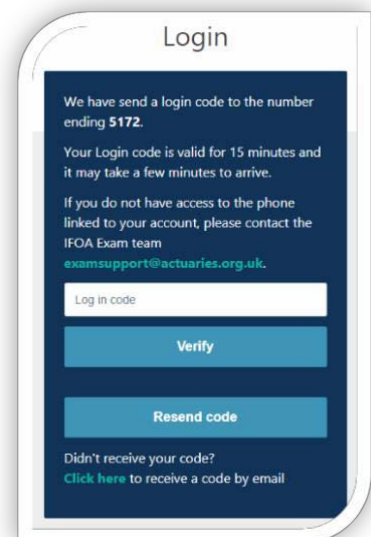 Login
We have send a login code to the number
ending 5172.
Your Login code is valid for 15 minutes and
it may take a few minutes to arrive.
If you do not have access to the phone
linked to your account, please contact the
IFOA Exam team
examsupport@actuaries.org.uk.
Log in code
Verify
Resend code
Didn't receive your code?
Click here to receive a code by email